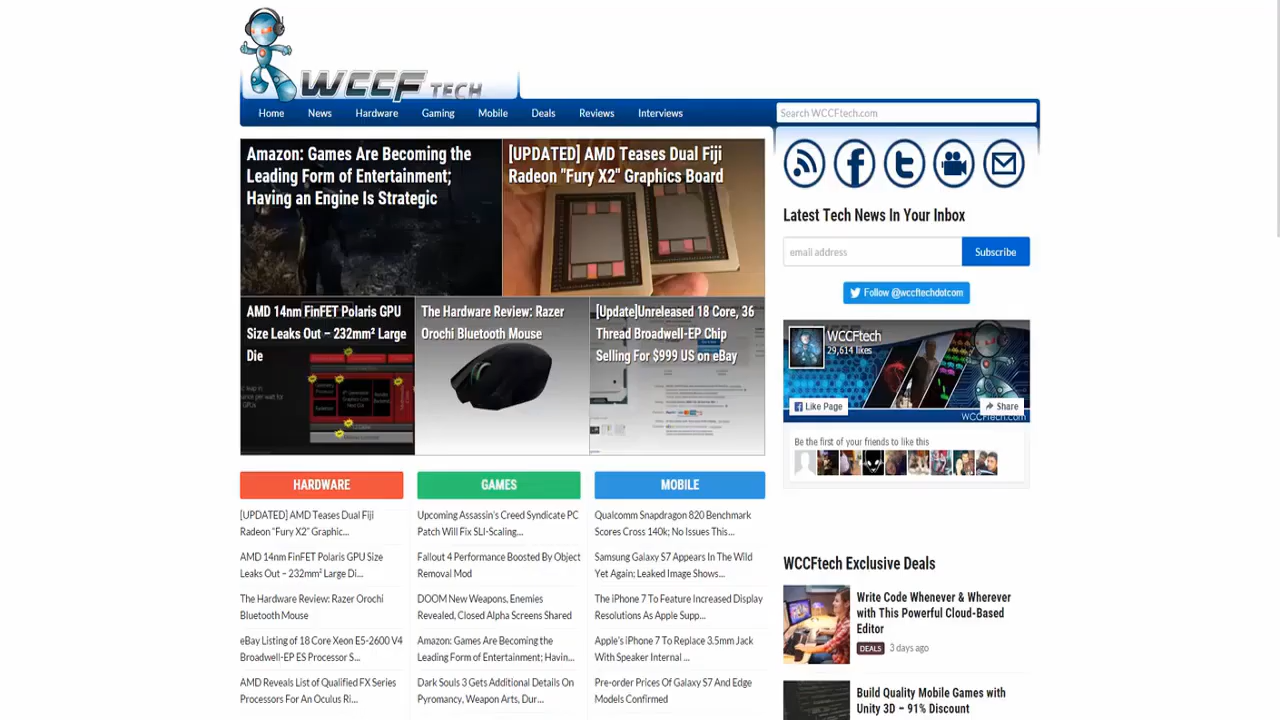 WCCF TECH
Home News Hardware Gaming Mobile Deals Reviews Interviews
Search WCCFtech.com
Amazon: Games Are Becoming the
Leading Form of Entertainment;
Having an Engine Is Strategic
[UPDATED] AMD Teases Dual Fiji
Radeon "Fury X2" Graphics Board
AMD 14nm FinFET Polaris GPU
Size Leaks Out – 232mm² Large
Die
The Hardware Review: Razer
Orochi Bluetooth Mouse
[Update]Unreleased 18 Core, 36
Thread Broadwell-EP Chip
Selling For $999 US on eBay
Latest Tech News In Your Inbox
email address
Subscribe
Follow @wccftechdotcom
WCCFtech
29,614 likes
Like Page
Share
WCCFtech.com
Be the first of your friends to like this
HARDWARE
[UPDATED] AMD Teases Dual Fiji
Radeon "Fury X2" Graphic...
AMD 14nm FinFET Polaris GPU Size
Leaks Out – 232mm² Large Di...
The Hardware Review: Razer Orochi
Bluetooth Mouse
eBay Listing of 18 Core Xeon E5-2600 V4
Broadwell-EP ES Processor S...
AMD Reveals List of Qualified FX Series
Processors For An Oculus Ri...
GAMES
Upcoming Assassin's Creed Syndicate PC
Patch Will Fix SLI-Scaling...
Fallout 4 Performance Boosted By Object
Removal Mod
DOOM New Weapons, Enemies
Revealed, Closed Alpha Screens Shared
Amazon: Games Are Becoming the
Leading Form of Entertainment; Havin...
Dark Souls 3 Gets Additional Details On
Pyromancy, Weapon Arts, Dur...
MOBILE
Qualcomm Snapdragon 820 Benchmark
Scores Cross 140k; No Issues This...
Samsung Galaxy S7 Appears In The Wild
Yet Again; Leaked Image Shows...
The iPhone 7 To Feature Increased Display
Resolutions As Apple Supp...
Apple's iPhone 7 To Replace 3.5mm Jack
With Speaker Internal ...
Pre-order Prices Of Galaxy S7 And Edge
Models Confirmed
WCCFtech Exclusive Deals
Write Code Whenever & Wherever
with This Powerful Cloud-Based
Editor
DEALS 3 days ago
Build Quality Mobile Games with
Unity 3D – 91% Discount